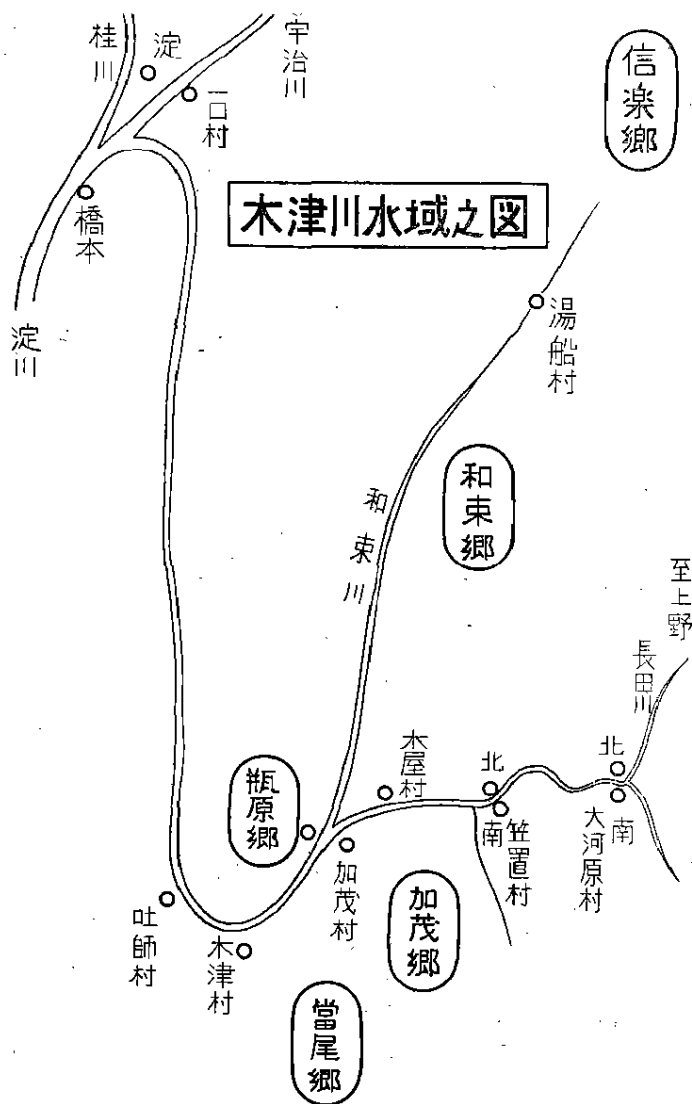 木津川水域之図
桂川
淀
一口村
宇治川
信楽郷
橋本
淀川
湯船村
和束郷
和束川
至上野
長田川
北
南
大河原村
北
南
笠置村
木屋村
瓶原郷
加茂村
加茂郷
吐師村
木津村
當尾郷